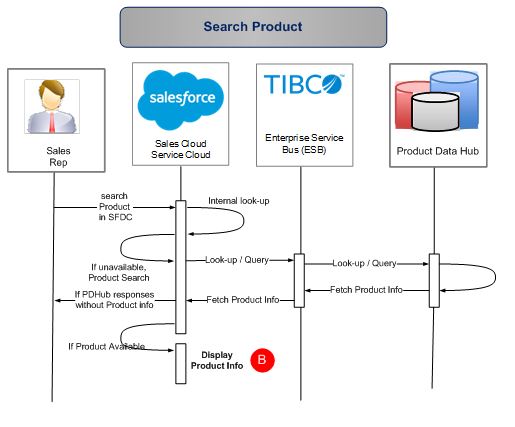 Search Product
salesforce
TIBCO
Sales
Rep
Sales Cloud
Service Cloud
Enterprise Service
Bus (ESB)
Product Data Hub
search
Product
in SFDC
Internal look-up
If unavailable,
Product Search
Look-up / Query
Look-up / Query
If PDHub responses
without Product info
Fetch Product Info
Fetch Product Info
If Product Available
Display
Product Info
B